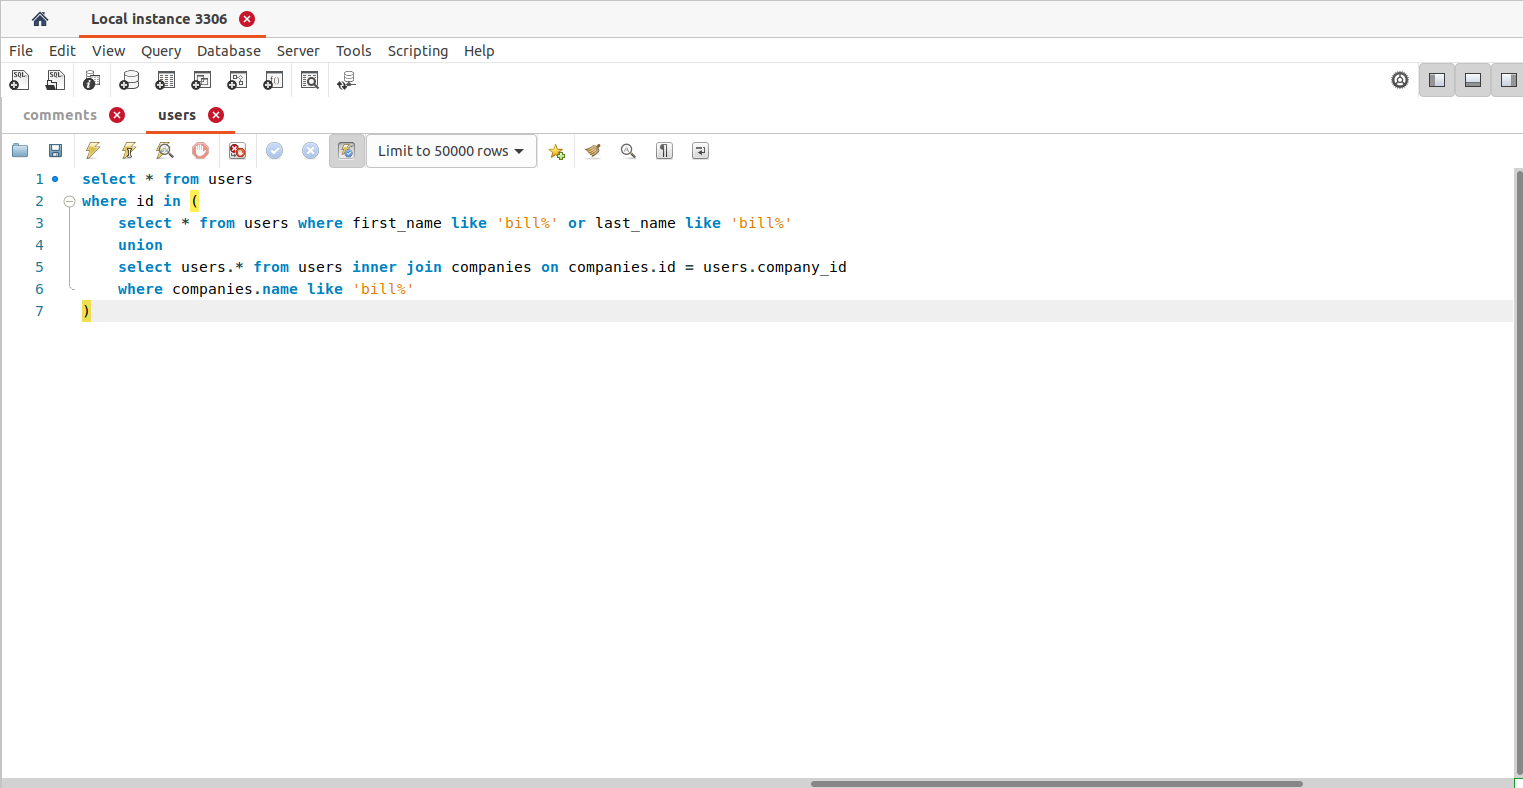 Local instance 3306
File Edit View Query Database Server Tools Scripting Help
comments users
Limit to 50000 rows
1 select * from users
2 where id in (
3 select * from users where first_name like 'bill%' or last_name like 'bill%'
4 union
5 select users.* from users inner join companies on companies.id = users.company_id
6 where companies.name like 'bill%'
7 )